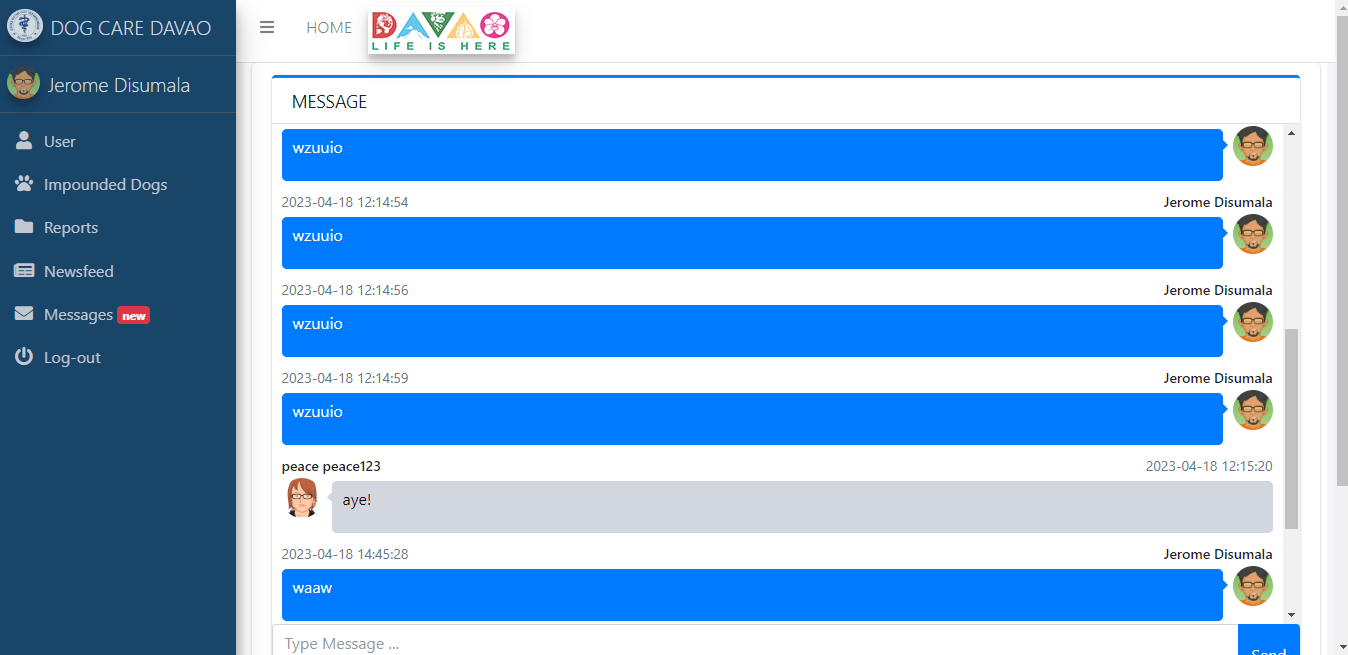 DOG CARE DAVAO
Jerome Disumala
User
Impounded Dogs
Reports
Newsfeed
Messages new
Log-out
HOME
DAVAO
LIFE IS HERE
MESSAGE
wzuuio
2023-04-18 12:14:54 Jerome Disumala
wzuuio
2023-04-18 12:14:56 Jerome Disumala
wzuuio
2023-04-18 12:14:59 Jerome Disumala
wzuuio
peace peace123 2023-04-18 12:15:20
aye!
2023-04-18 14:45:28 Jerome Disumala
waaw
Type Message ...
Send